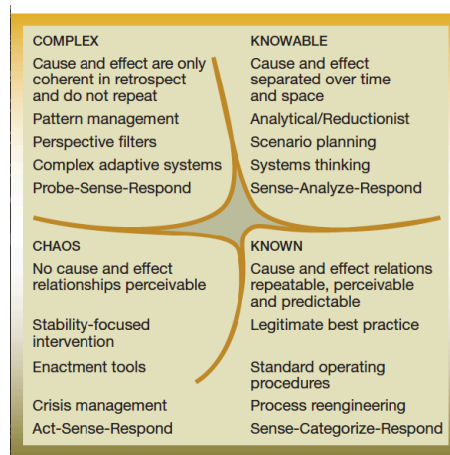 COMPLEX
Cause and effect are only
coherent in retrospect
and do not repeat
Pattern management
Perspective filters
Complex adaptive systems
Probe-Sense-Respond
KNOWABLE
Cause and effect
separated over time
and space
Analytical/Reductionist
Scenario planning
Systems thinking
Sense-Analyze-Respond
CHAOS
No cause and effect
relationships perceivable
Stability-focused
intervention
Enactment tools
Crisis management
Act-Sense-Respond
KNOWN
Cause and effect relations
repeatable, perceivable
and predictable
Legitimate best practice
Standard operating
procedures
Process reengineering
Sense-Categorize-Respond